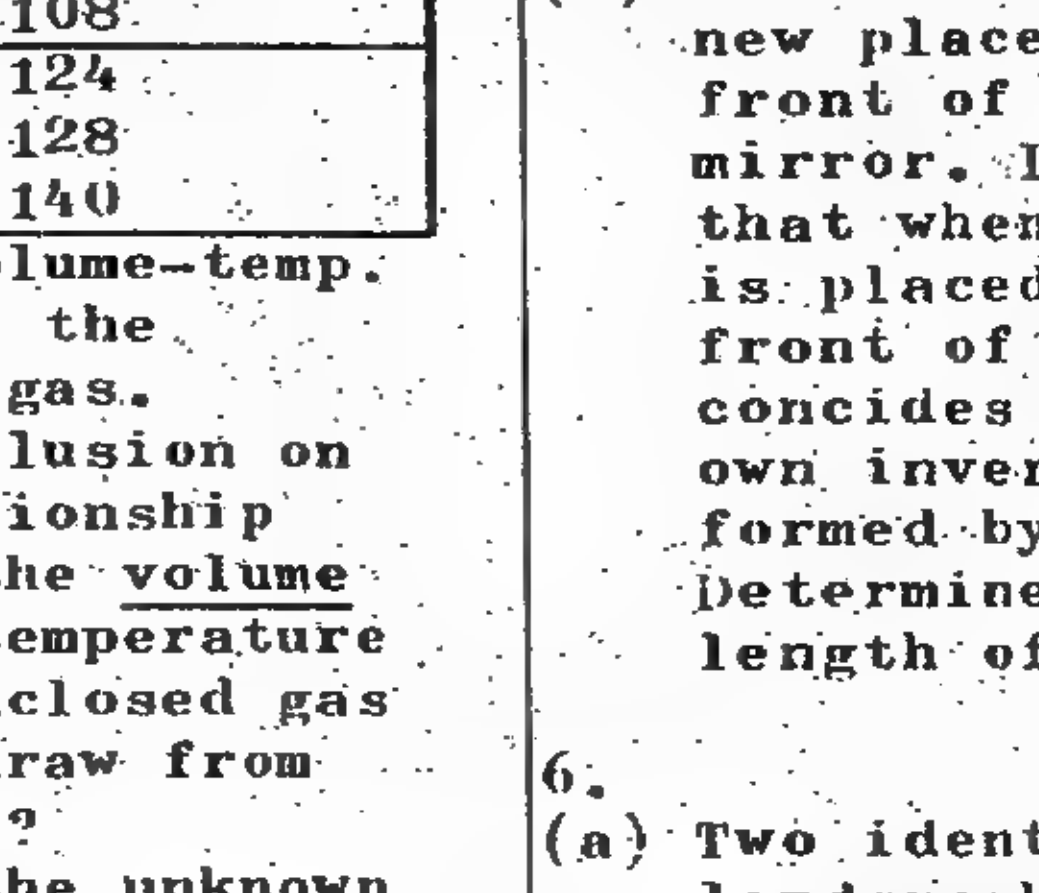 108
124
128
140
lume-temp.
the
gas.
lusion on
ionship
he volume
emperature
closed gas
raw from
?
he unknown
new place
front of
mirror.
that when
is placed
front of
concides
own inver
formed by
Determine
length of
6.
(a) Two ident